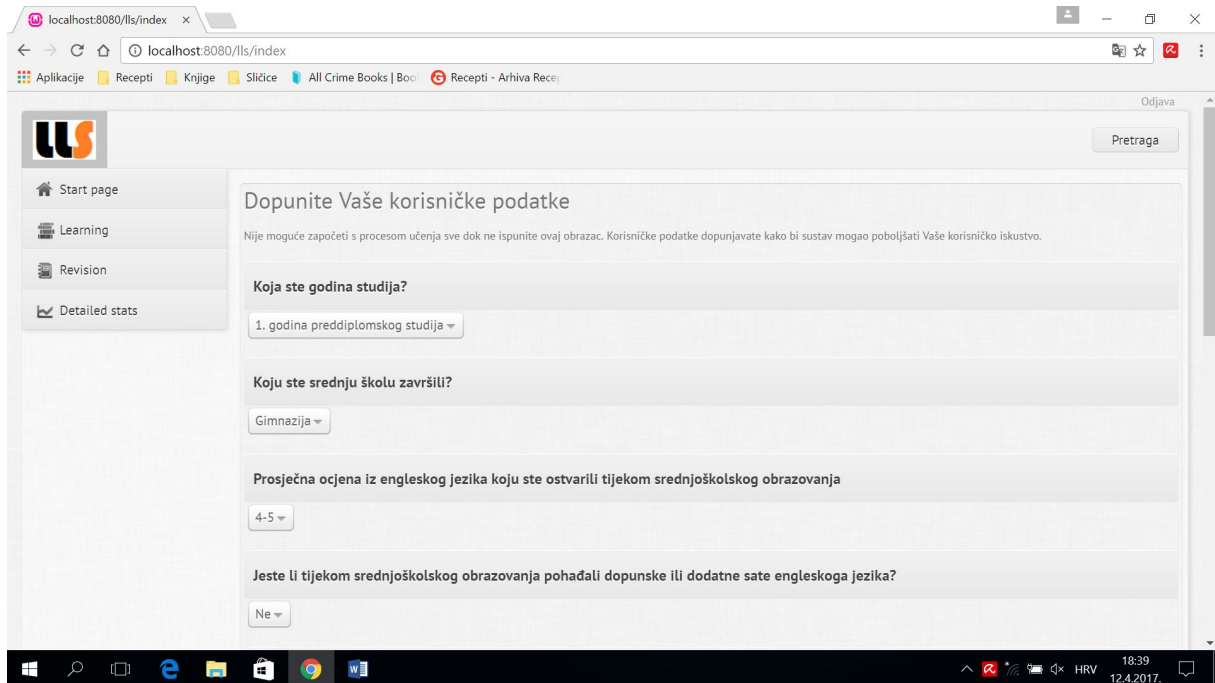 localhost:8080/lls/index
localhost:8080/lls/index
Aplikacije Recepti Knjige Sličice All Crime Books | Boo Recepti - Arhiva Rece
Odjava
LLS
Pretraga
Start page
Learning
Revision
Detailed stats
Dopunite Vaše korisničke podatke
Nije moguće započeti s procesom učenja sve dok ne ispunite ovaj obrazac. Korisničke podatke dopunjavate kako bi sustav mogao poboljšati Vaše korisničko iskustvo.
Koja ste godina studija?
1. godina preddiplomskog studija
Koju ste srednju školu završili?
Gimnazija
Prosječna ocjena iz engleskog jezika koju ste ostvarili tijekom srednjoškolskog obrazovanja
4-5
Jeste li tijekom srednjoškolskog obrazovanja pohađali dopunske ili dodatne sate engleskoga jezika?
Ne
HRV
18:39
12.4.2017.